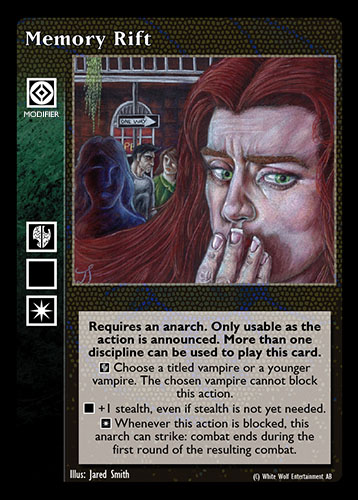 Memory Rift
MODIFIER
ONE WAY
Requires an anarch. Only usable as the
action is announced. More than one
discipline can be used to play this card.
Choose a titled vampire or a younger
vampire. The chosen vampire cannot block
this action.
+1 stealth, even if stealth is not yet needed.
Whenever this action is blocked, this
anarch can strike: combat ends during the
first round of the resulting combat.
Illus: Jared Smith
(C) White Wolf Entertainment AB